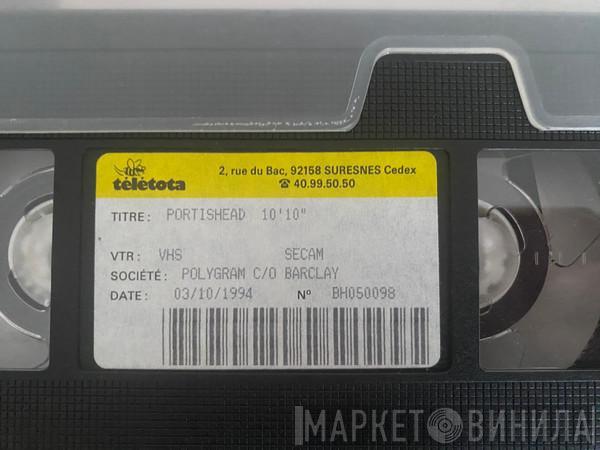 télétota
2, rue du Bac, 92158 SURESNES Cedex
☎ 40.99.50.50
TITRE: PORTISHEAD 10'10"
VTR: VHS SECAM
SOCIÉTÉ: POLYGRAM C/O BARCLAY
DATE: 03/10/1994 N° BH050098
МАРКЕТ ВИНИЛА